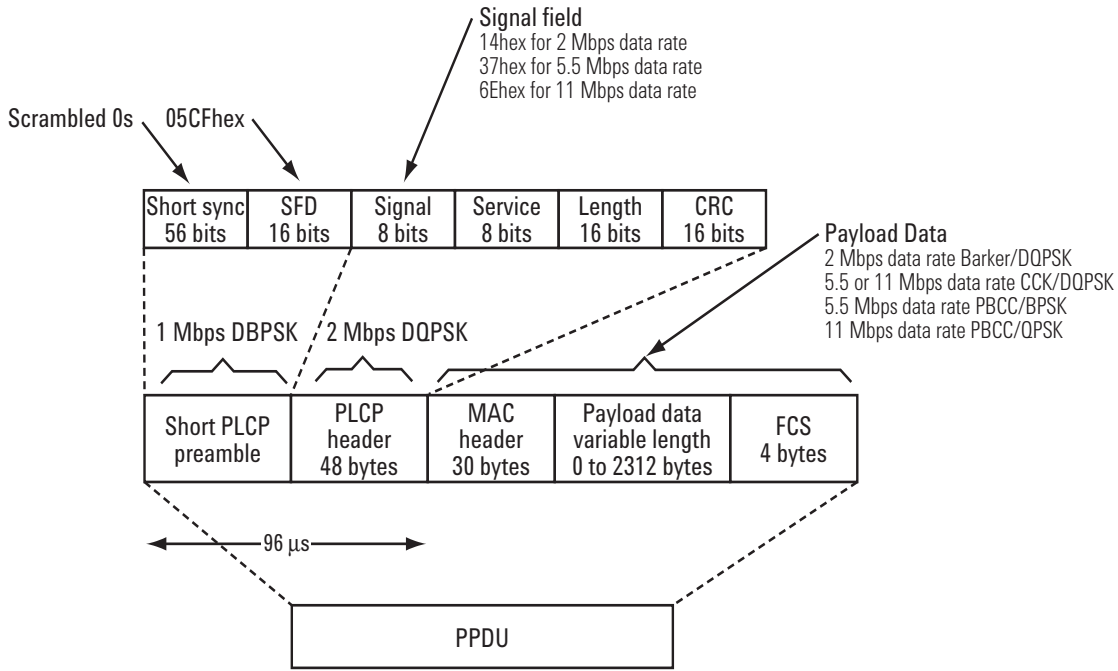 Signal field
14hex for 2 Mbps data rate
37hex for 5.5 Mbps data rate
6Ehex for 11 Mbps data rate
Scrambled 0s
05CFhex
Short sync
56 bits
SFD
16 bits
Signal
8 bits
Service
8 bits
Length
16 bits
CRC
16 bits
Payload Data
2 Mbps data rate Barker/DQPSK
5.5 or 11 Mbps data rate CCK/DQPSK
5.5 Mbps data rate PBCC/BPSK
11 Mbps data rate PBCC/QPSK
1 Mbps DBPSK
2 Mbps DQPSK
Short PLCP
preamble
PLCP
header
48 bytes
MAC
header
30 bytes
Payload data
variable length
0 to 2312 bytes
FCS
4 bytes
96 μs
PPDU